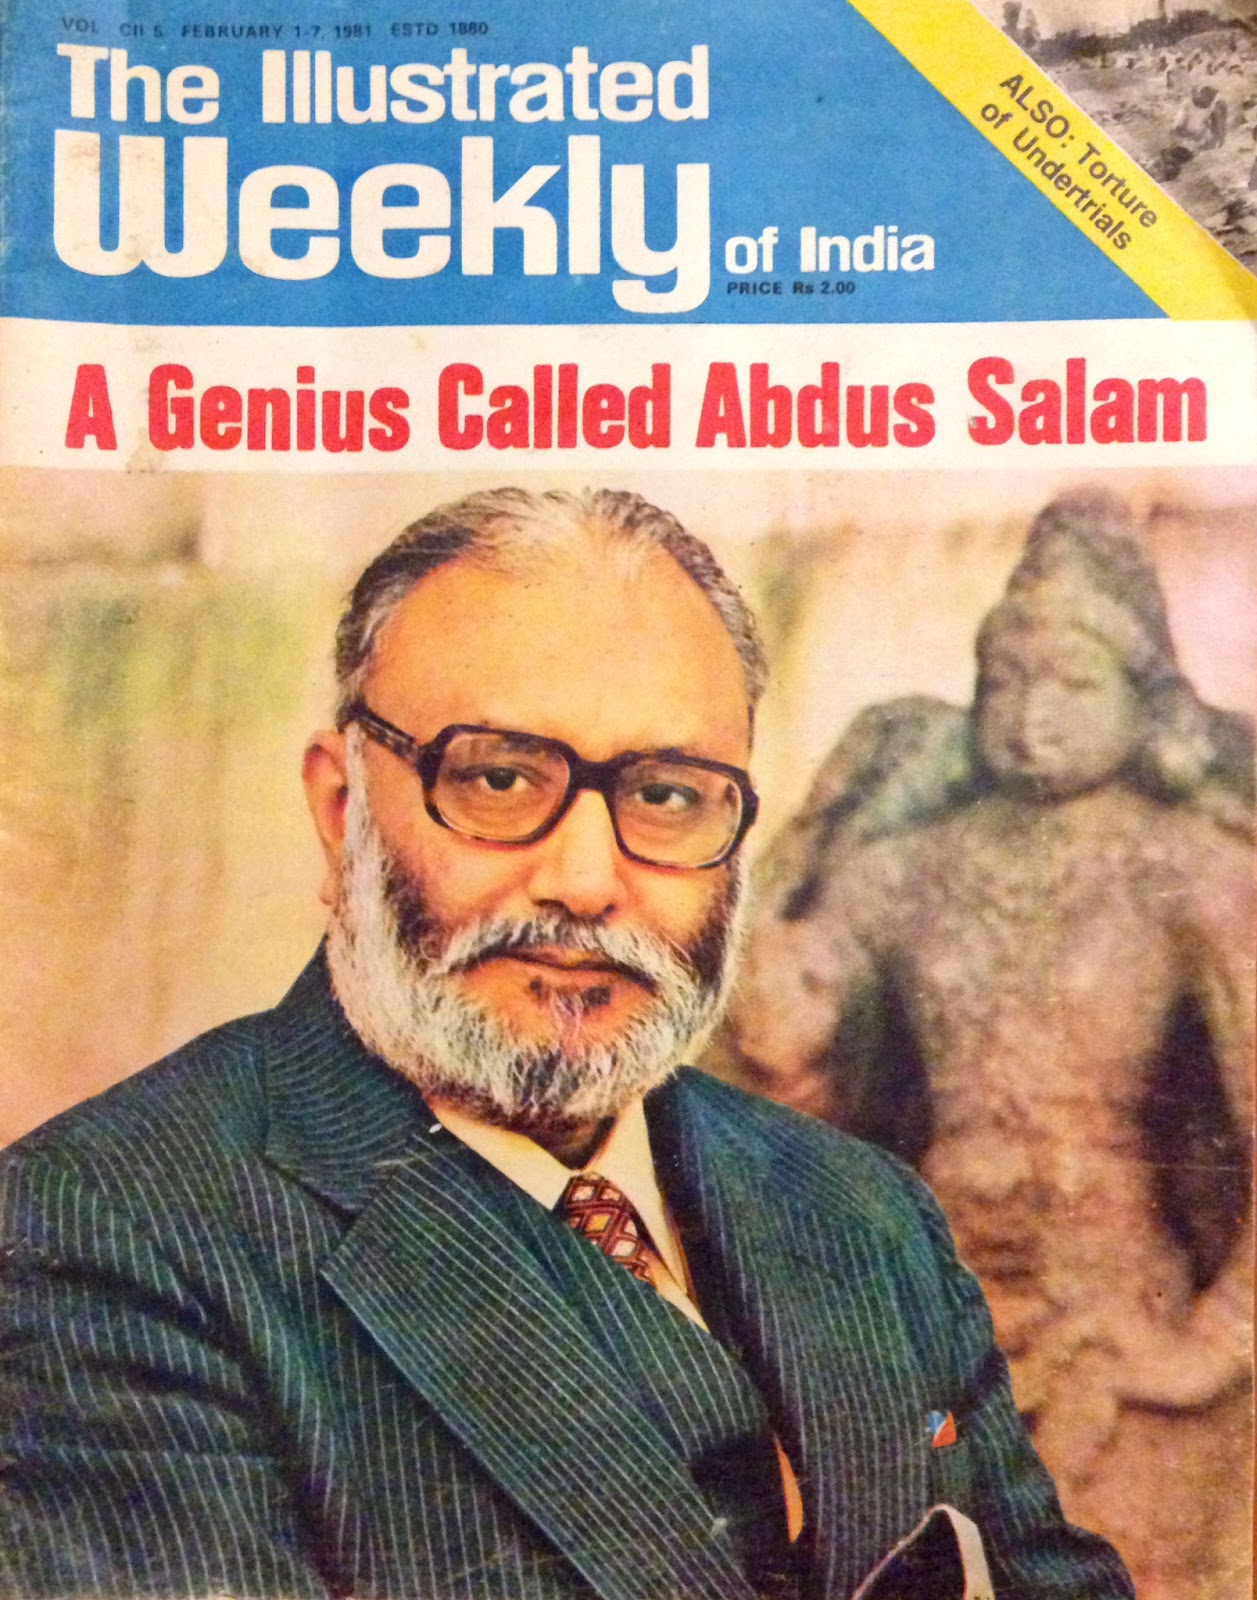 VOL CII 5 FEBRUARY 1-7, 1981 ESTD 1880
The Illustrated
Weekly
of India
PRICE Rs 2.00
ALSO: Torture
of Undertrials
A Genius Called Abdus Salam